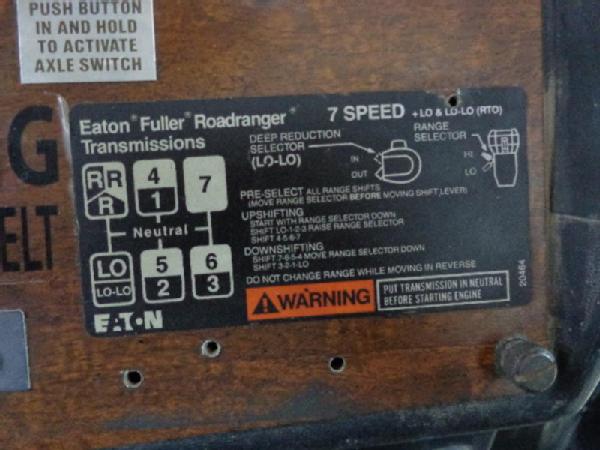 PUSH BUTTON
IN AND HOLD
TO ACTIVATE
AXLE SWITCH
G
ELT
Eaton® Fuller® Roadranger®
Transmissions
7 SPEED + LO & LO-LO (RTO)
DEEP REDUCTION
SELECTOR
(LO-LO)
IN
OUT
RANGE
SELECTOR
HI
LO
R R 4 7
R 1
Neutral
LO 5 6
LO-LO 2 3
PRE-SELECT ALL RANGE SHIFTS
(MOVE RANGE SELECTOR BEFORE MOVING SHIFT LEVER)
UPSHIFTING
START WITH RANGE SELECTOR DOWN
SHIFT LO-1-2-3 RAISE RANGE SELECTOR
SHIFT 4-5-6-7
DOWNSHIFTING
SHIFT 7-6-5-4 MOVE RANGE SELECTOR DOWN
SHIFT 3-2-1-LO
DO NOT CHANGE RANGE WHILE MOVING IN REVERSE
WARNING
PUT TRANSMISSION IN NEUTRAL
BEFORE STARTING ENGINE
20464
EATON